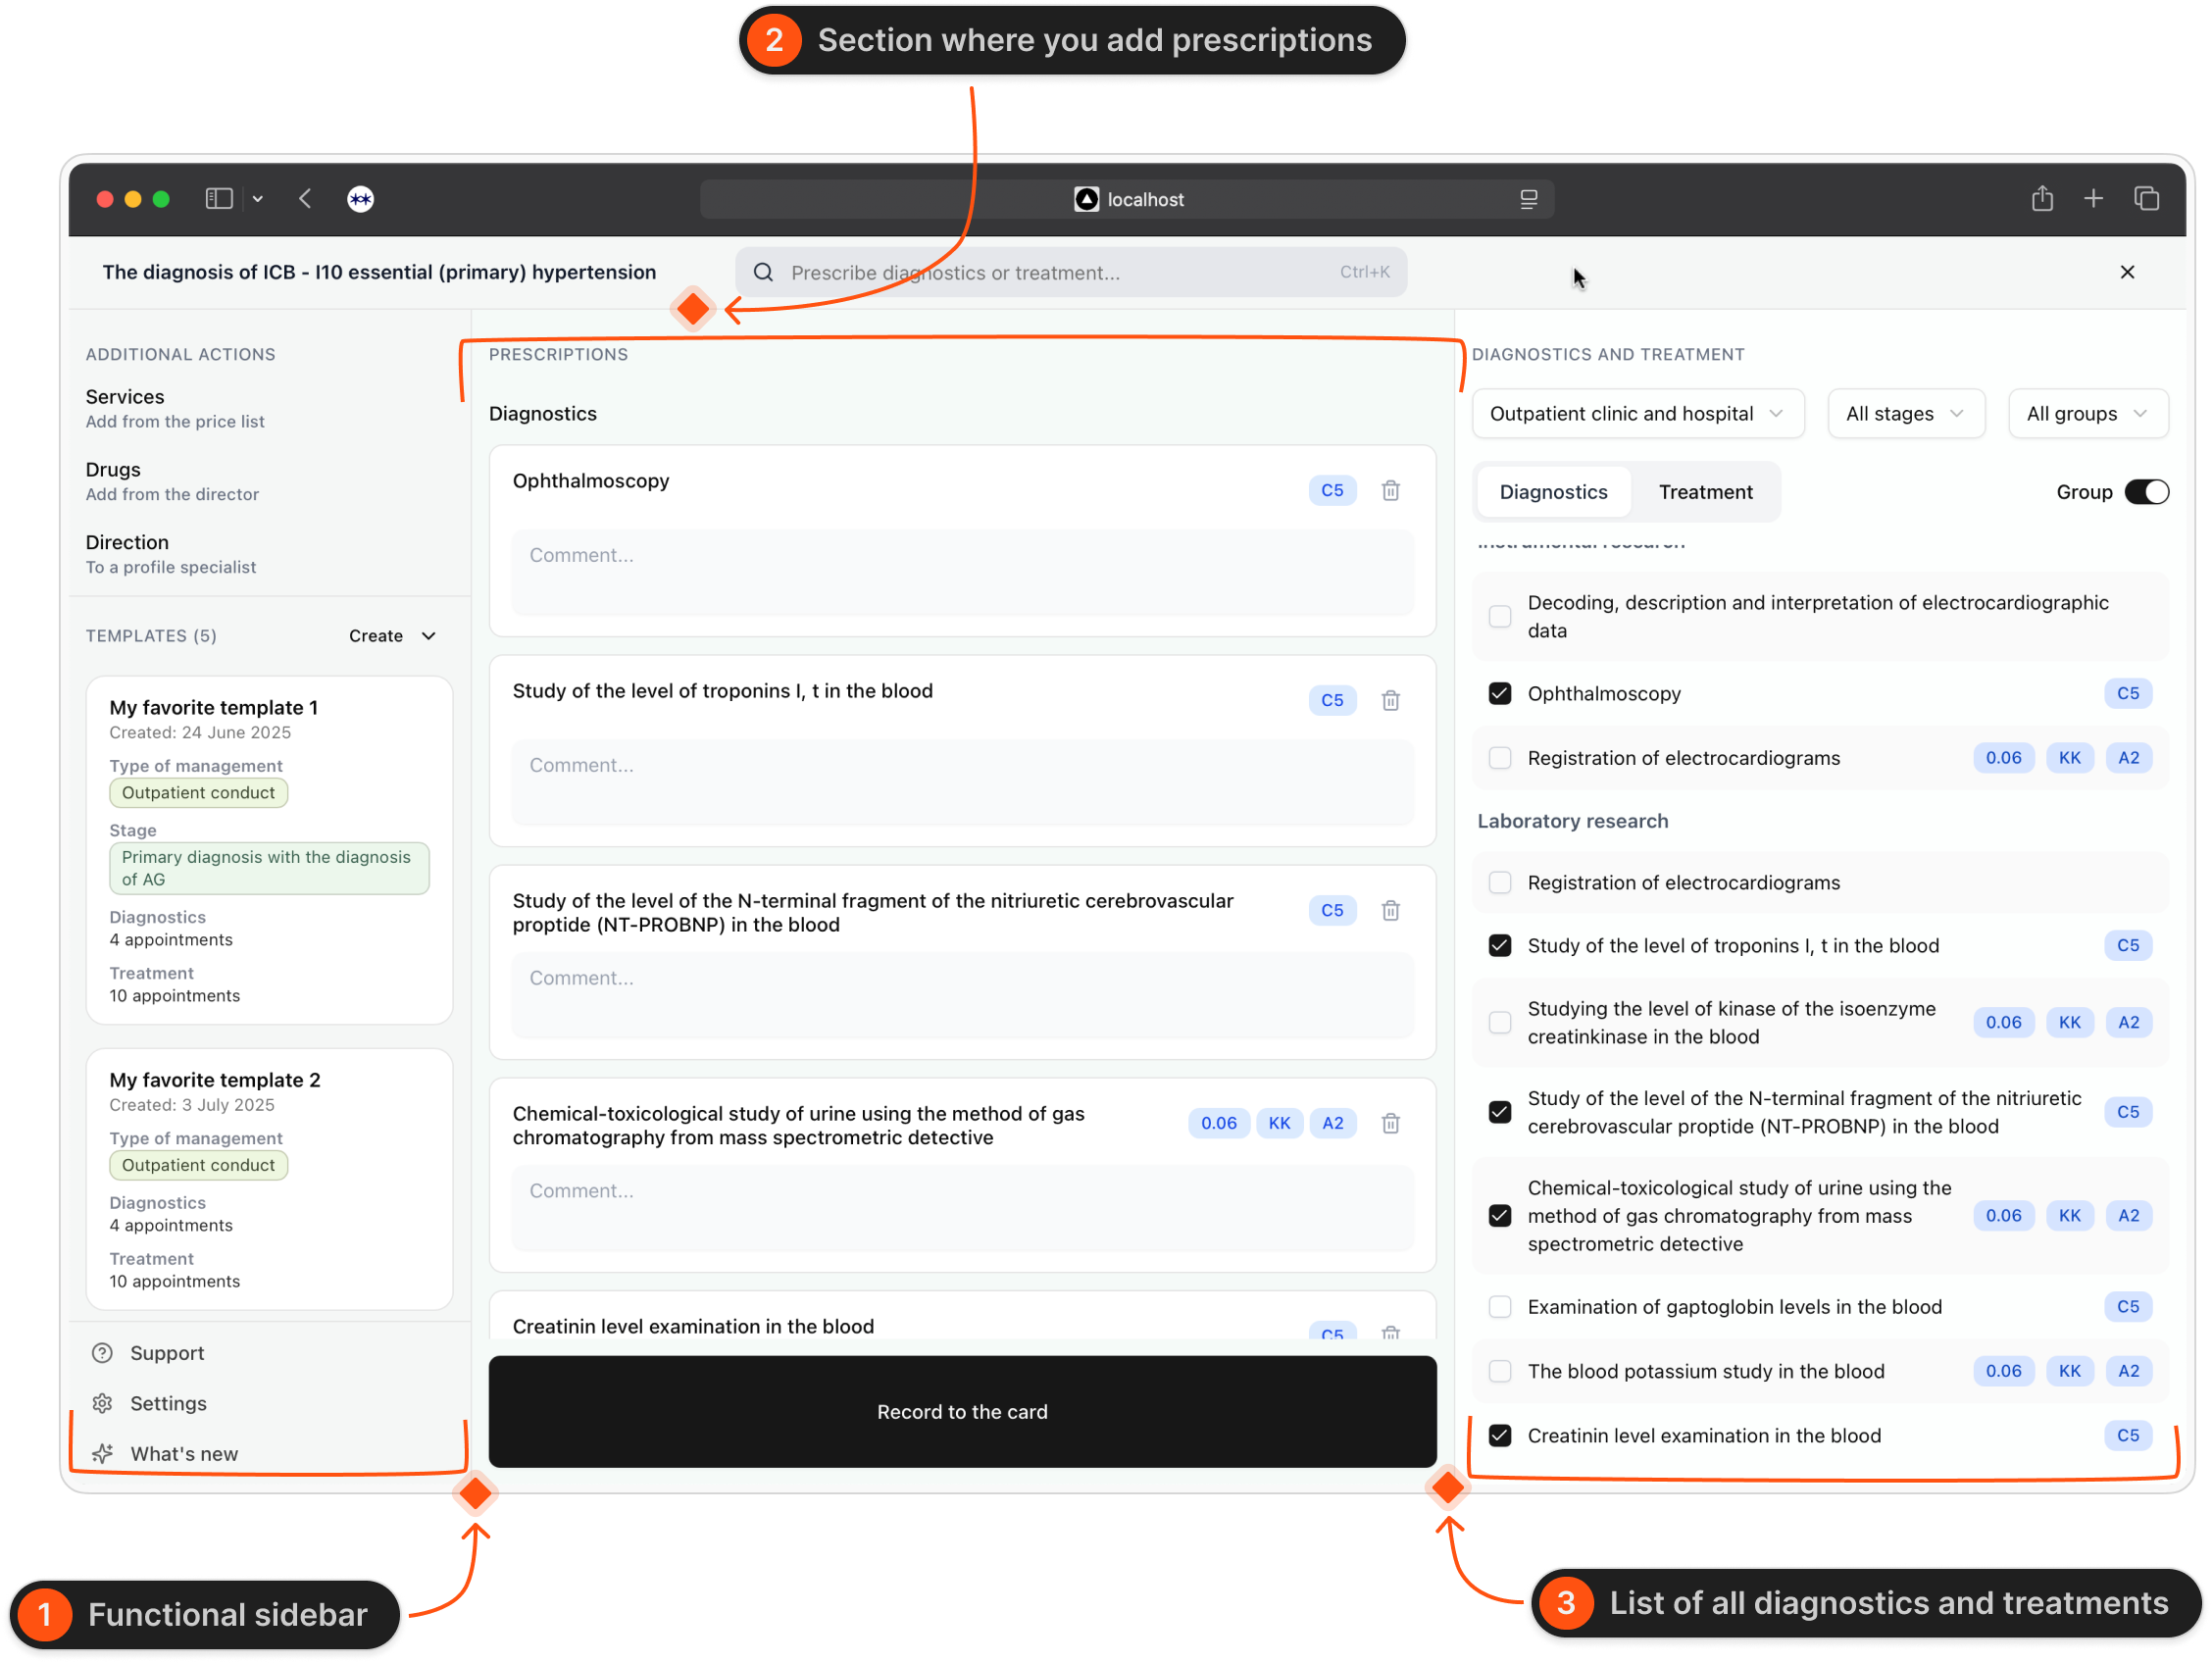 2 Section where you add prescriptions
localhost
The diagnosis of ICB - I10 essential (primary) hypertension
Prescribe diagnostics or treatment...
Ctrl+K
ADDITIONAL ACTIONS
Services
Add from the price list
Drugs
Add from the director
Direction
To a profile specialist
TEMPLATES (5)
Create
My favorite template 1
Created: 24 June 2025
Type of management
Outpatient conduct
Stage
Primary diagnosis with the diagnosis
of AG
Diagnostics
4 appointments
Treatment
10 appointments
My favorite template 2
Created: 3 July 2025
Type of management
Outpatient conduct
Diagnostics
4 appointments
Treatment
10 appointments
Support
Settings
What's new
PRESCRIPTIONS
Diagnostics
Ophthalmoscopy
C5
Comment...
Study of the level of troponins I, t in the blood
C5
Comment...
Study of the level of the N-terminal fragment of the nitriuretic cerebrovascular
proptide (NT-PROBNP) in the blood
C5
Comment...
Chemical-toxicological study of urine using the method of gas
chromatography from mass spectrometric detective
0.06 KK A2
Comment...
Creatinin level examination in the blood
C5
Record to the card
DIAGNOSTICS AND TREATMENT
Outpatient clinic and hospital
All stages
All groups
Diagnostics
Treatment
Group
Instrumental research
Decoding, description and interpretation of electrocardiographic
data
Ophthalmoscopy
C5
Registration of electrocardiograms
0.06 KK A2
Laboratory research
Registration of electrocardiograms
Study of the level of troponins I, t in the blood
C5
Studying the level of kinase of the isoenzyme
creatinkinase in the blood
0.06 KK A2
Study of the level of the N-terminal fragment of the nitriuretic
cerebrovascular proptide (NT-PROBNP) in the blood
C5
Chemical-toxicological study of urine using the
method of gas chromatography from mass
spectrometric detective
0.06 KK A2
Examination of gaptoglobin levels in the blood
C5
The blood potassium study in the blood
0.06 KK A2
Creatinin level examination in the blood
C5
1 Functional sidebar
3 List of all diagnostics and treatments